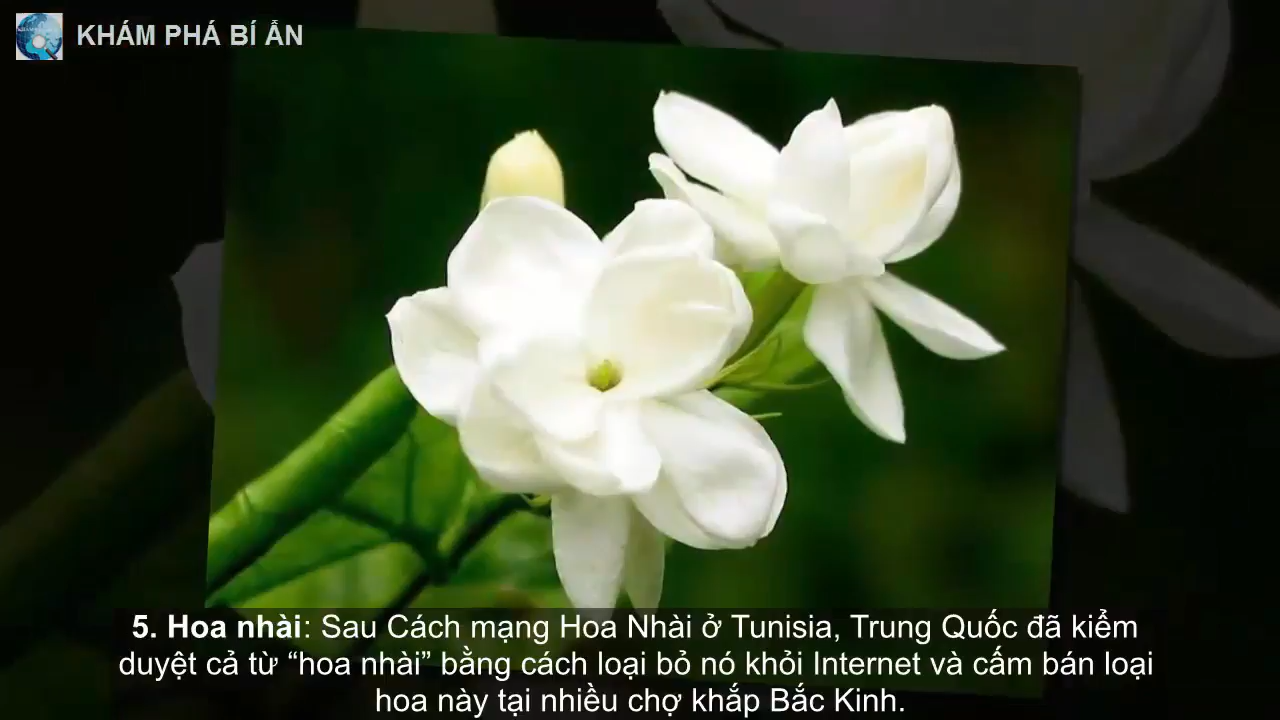 KHÁM PHÁ BÍ ẨN
5. Hoa nhài: Sau Cách mạng Hoa Nhài ở Tunisia, Trung Quốc đã kiểm
duyệt cả từ “hoa nhài” bằng cách loại bỏ nó khỏi Internet và cấm bán loại
hoa này tại nhiều chợ khắp Bắc Kinh.